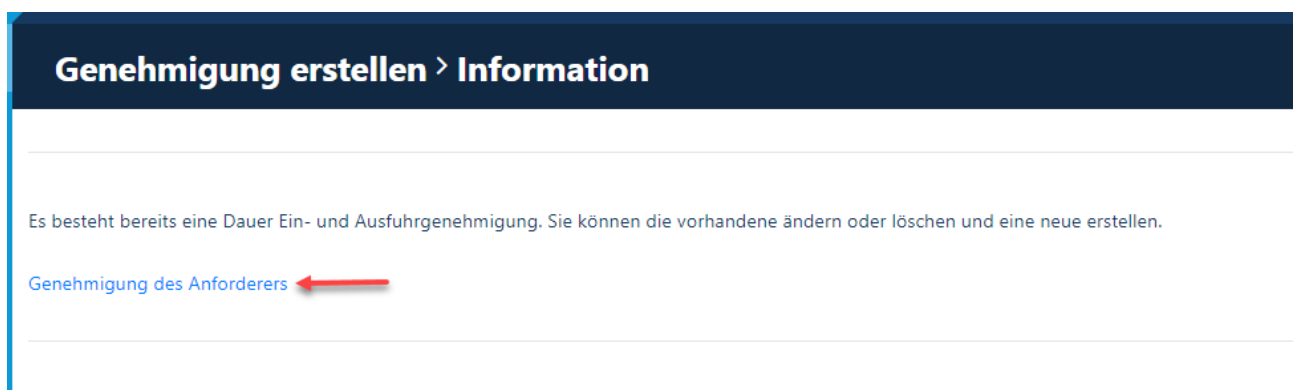 Genehmigung erstellen > Information
Es besteht bereits eine Dauer Ein- und Ausfuhrgenehmigung. Sie können die vorhandene ändern oder löschen und eine neue erstellen.
Genehmigung des Anforderers